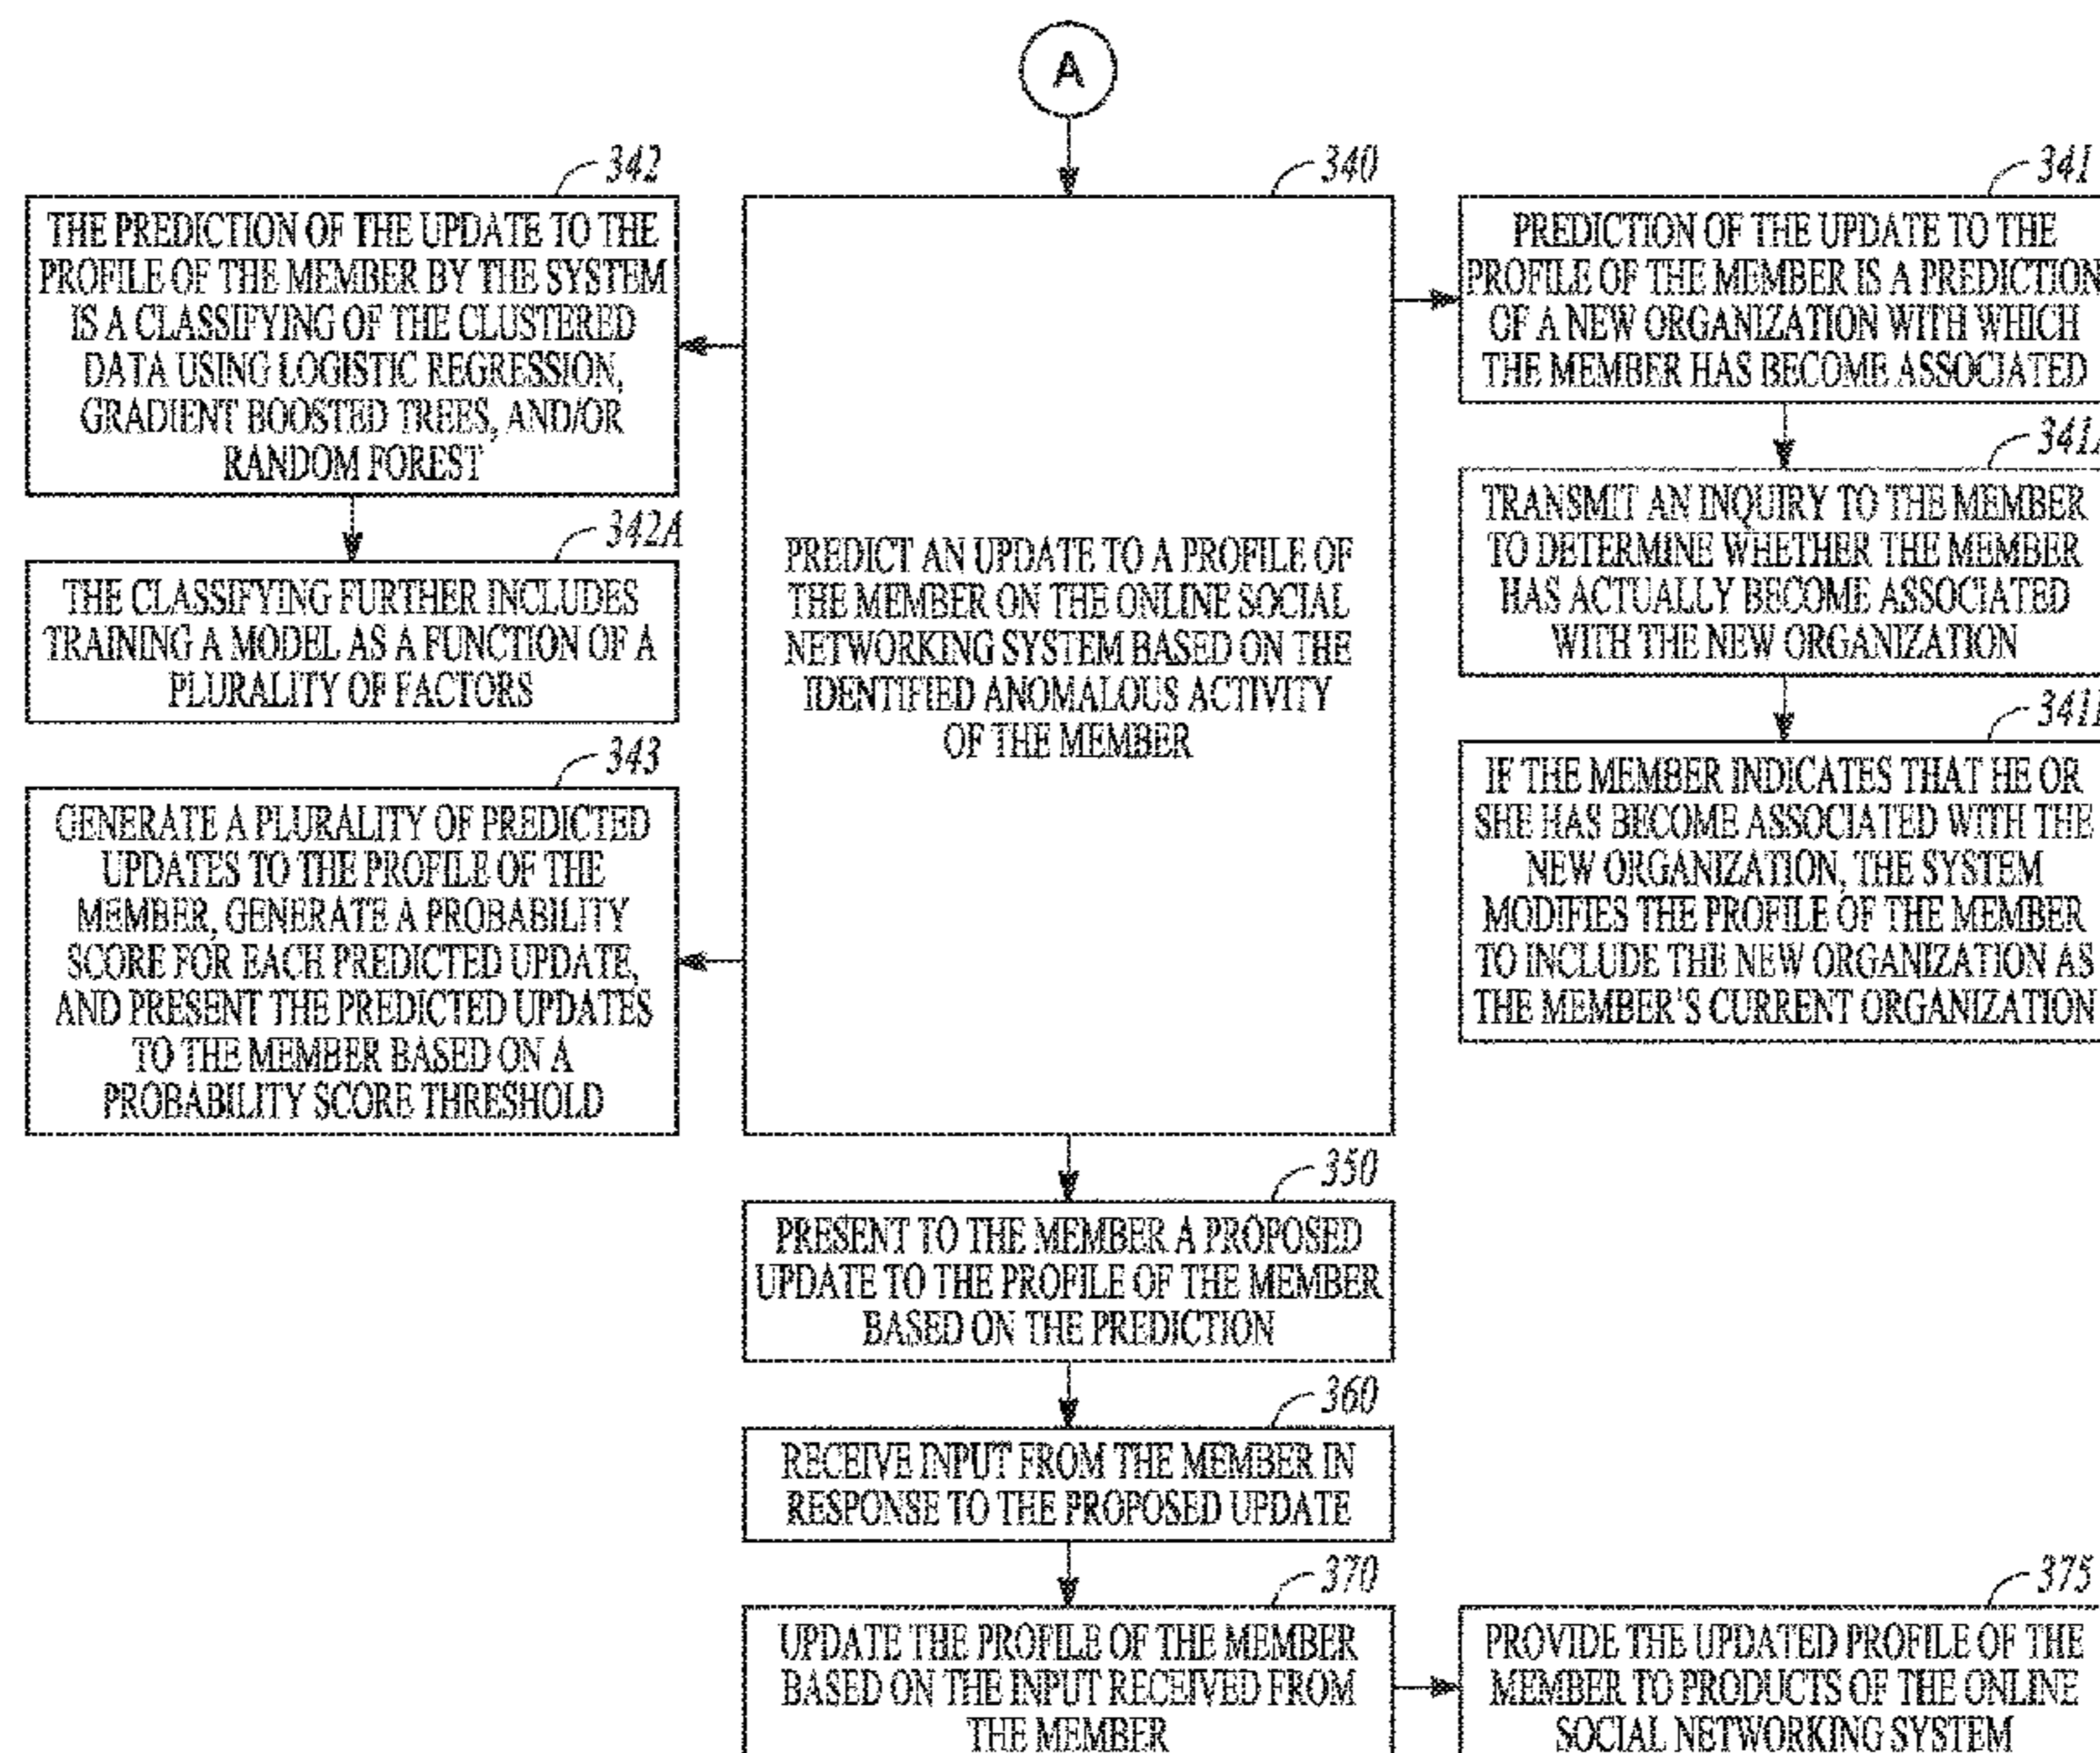 A
342
THE PREDICTION OF THE UPDATE TO THE
PROFILE OF THE MEMBER BY THE SYSTEM
IS A CLASSIFYING OF THE CLUSTERED
DATA USING LOGISTIC REGRESSION,
GRADIENT BOOSTED TREES, AND/OR
RANDOM FOREST
342A
THE CLASSIFYING FURTHER INCLUDES
TRAINING A MODEL AS A FUNCTION OF A
PLURALITY OF FACTORS
343
GENERATE A PLURALITY OF PREDICTED
UPDATES TO THE PROFILE OF THE
MEMBER, GENERATE A PROBABILITY
SCORE FOR EACH PREDICTED UPDATE,
AND PRESENT THE PREDICTED UPDATES
TO THE MEMBER BASED ON A
PROBABILITY SCORE THRESHOLD
340
PREDICT AN UPDATE TO A PROFILE OF
THE MEMBER ON THE ONLINE SOCIAL
NETWORKING SYSTEM BASED ON THE
IDENTIFIED ANOMALOUS ACTIVITY
OF THE MEMBER
341
PREDICTION OF THE UPDATE TO THE
PROFILE OF THE MEMBER IS A PREDICTION
OF A NEW ORGANIZATION WITH WHICH
THE MEMBER HAS BECOME ASSOCIATED
341A
TRANSMIT AN INQUIRY TO THE MEMBER
TO DETERMINE WHETHER THE MEMBER
HAS ACTUALLY BECOME ASSOCIATED
WITH THE NEW ORGANIZATION
341B
IF THE MEMBER INDICATES THAT HE OR
SHE HAS BECOME ASSOCIATED WITH THE
NEW ORGANIZATION, THE SYSTEM
MODIFIES THE PROFILE OF THE MEMBER
TO INCLUDE THE NEW ORGANIZATION AS
THE MEMBER'S CURRENT ORGANIZATION
350
PRESENT TO THE MEMBER A PROPOSED
UPDATE TO THE PROFILE OF THE MEMBER
BASED ON THE PREDICTION
360
RECEIVE INPUT FROM THE MEMBER IN
RESPONSE TO THE PROPOSED UPDATE
370
UPDATE THE PROFILE OF THE MEMBER
BASED ON THE INPUT RECEIVED FROM
THE MEMBER
375
PROVIDE THE UPDATED PROFILE OF THE
MEMBER TO PRODUCTS OF THE ONLINE
SOCIAL NETWORKING SYSTEM